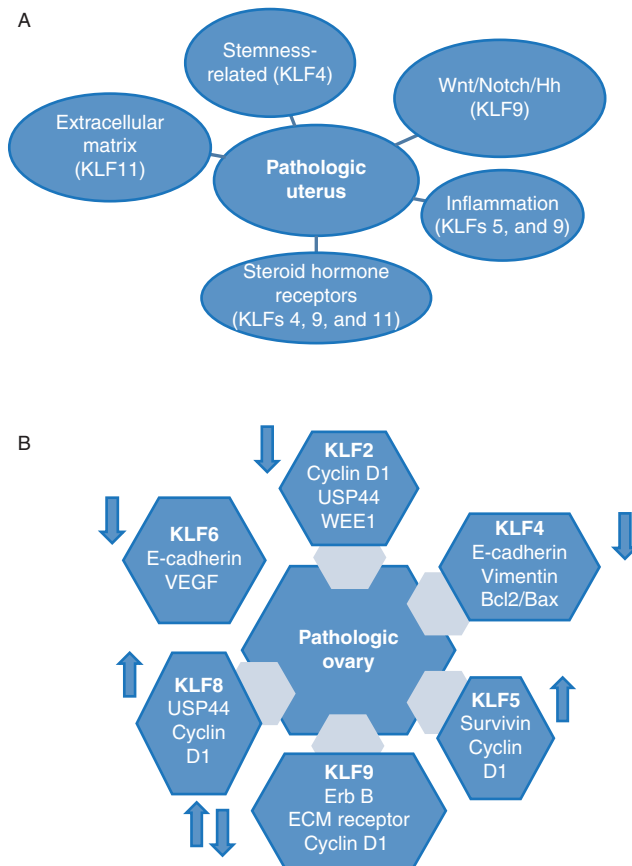 A
Stemness-
related (KLF4)
Wnt/Notch/Hh
(KLF9)
Extracellular
matrix
(KLF11)
Pathologic
uterus
Inflammation
(KLFs 5, and 9)
Steroid hormone
receptors
(KLFs 4, 9, and 11)
B
KLF2
Cyclin D1
USP44
WEE1
KLF6
E-cadherin
VEGF
KLF4
E-cadherin
Vimentin
Bcl2/Bax
Pathologic
ovary
KLF8
USP44
Cyclin
D1
KLF5
Survivin
Cyclin
D1
KLF9
Erb B
ECM receptor
Cyclin D1